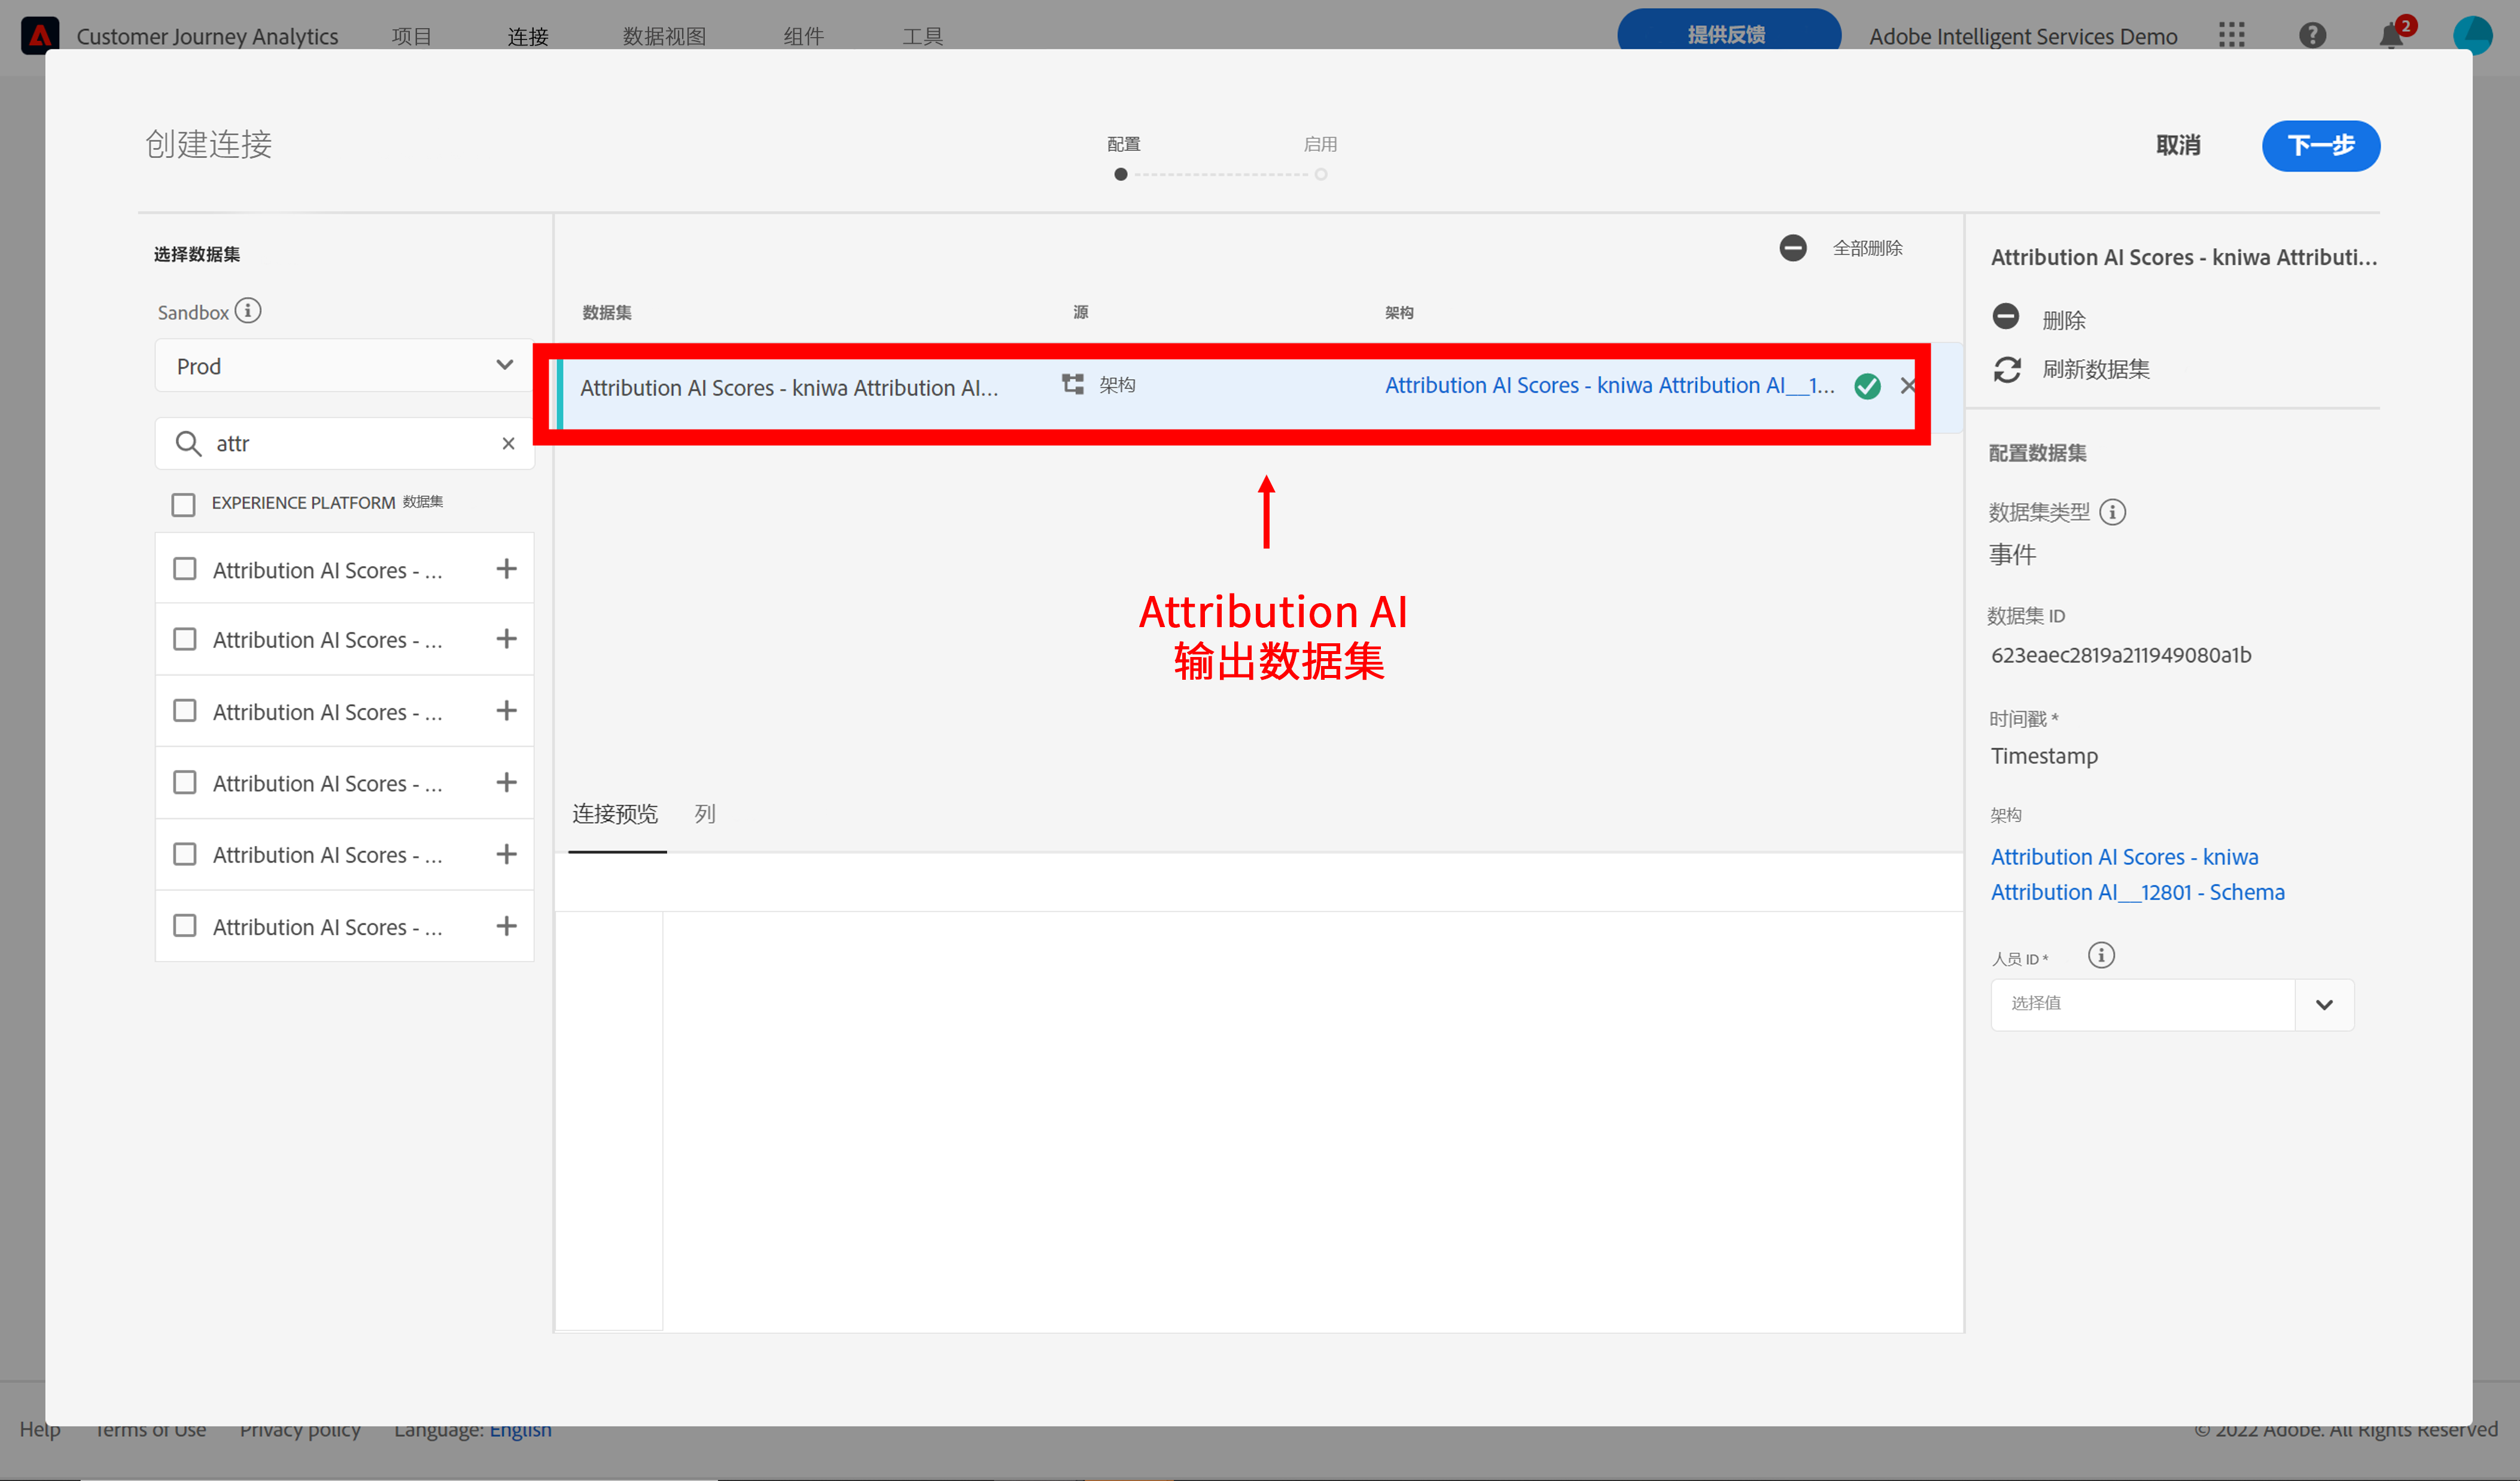 Customer Journey Analytics 项目 连接 数据视图 组件 工具 提供反馈 Adobe Intelligent Services Demo 2
创建连接
配置 启用
取消 下一步
选择数据集
Sandbox
Prod
attr
EXPERIENCE PLATFORM 数据集
Attribution AI Scores - ...
Attribution AI Scores - ...
Attribution AI Scores - ...
Attribution AI Scores - ...
Attribution AI Scores - ...
Attribution AI Scores - ...
全部删除
数据集 源 架构
Attribution AI Scores - kniwa Attribution AI... 架构 Attribution AI Scores - kniwa Attribution AI__1...
Attribution AI
输出数据集
连接预览 列
Attribution AI Scores - kniwa Attributi...
删除
刷新数据集
配置数据集
数据集类型
事件
数据集 ID
623eaec2819a211949080a1b
时间戳 *
Timestamp
架构
Attribution AI Scores - kniwa
Attribution AI__12801 - Schema
人员 ID *
选择值
Help Terms of Use Privacy policy Language: English © 2022 Adobe. All Rights Reserved